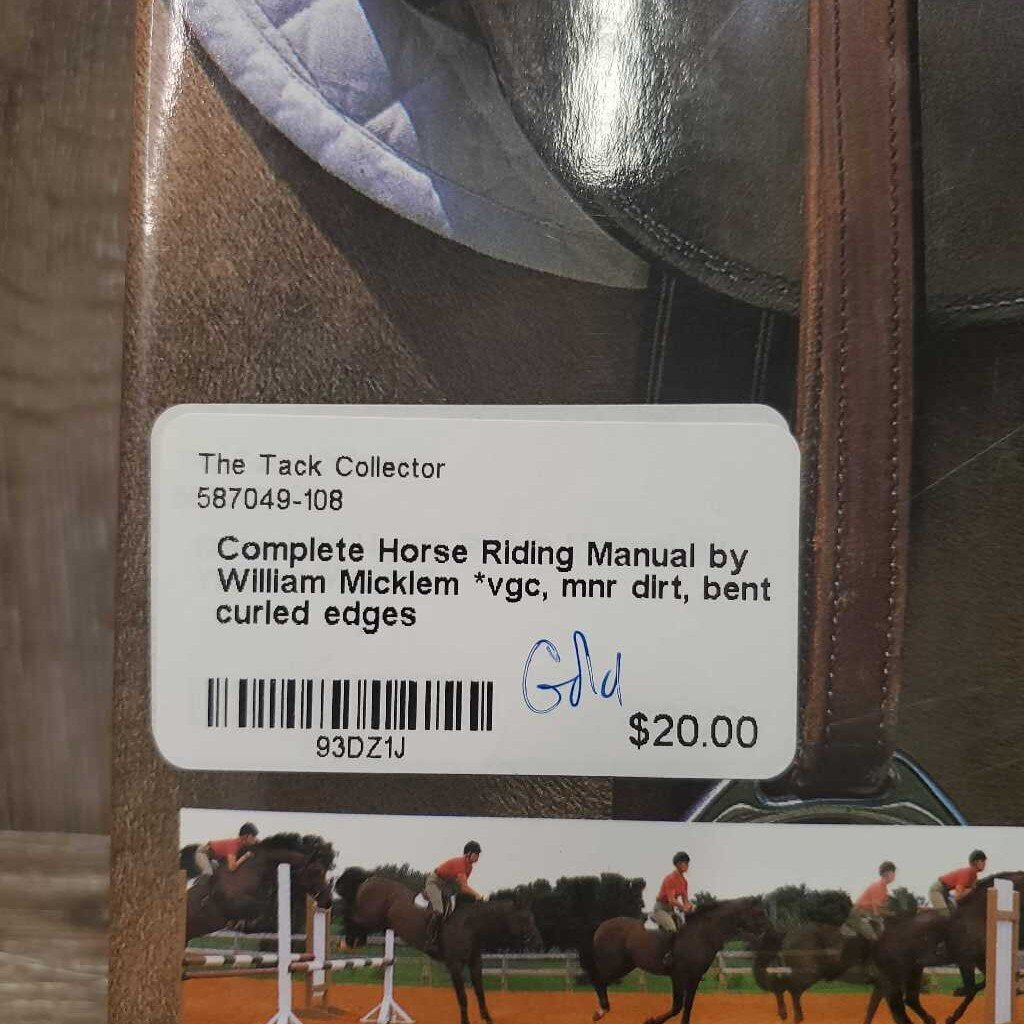 The Tack Collector
587049-108
Complete Horse Riding Manual by
William Micklem *vgc, mnr dirt, bent
curled edges
Gold
$20.00
93DZ1J